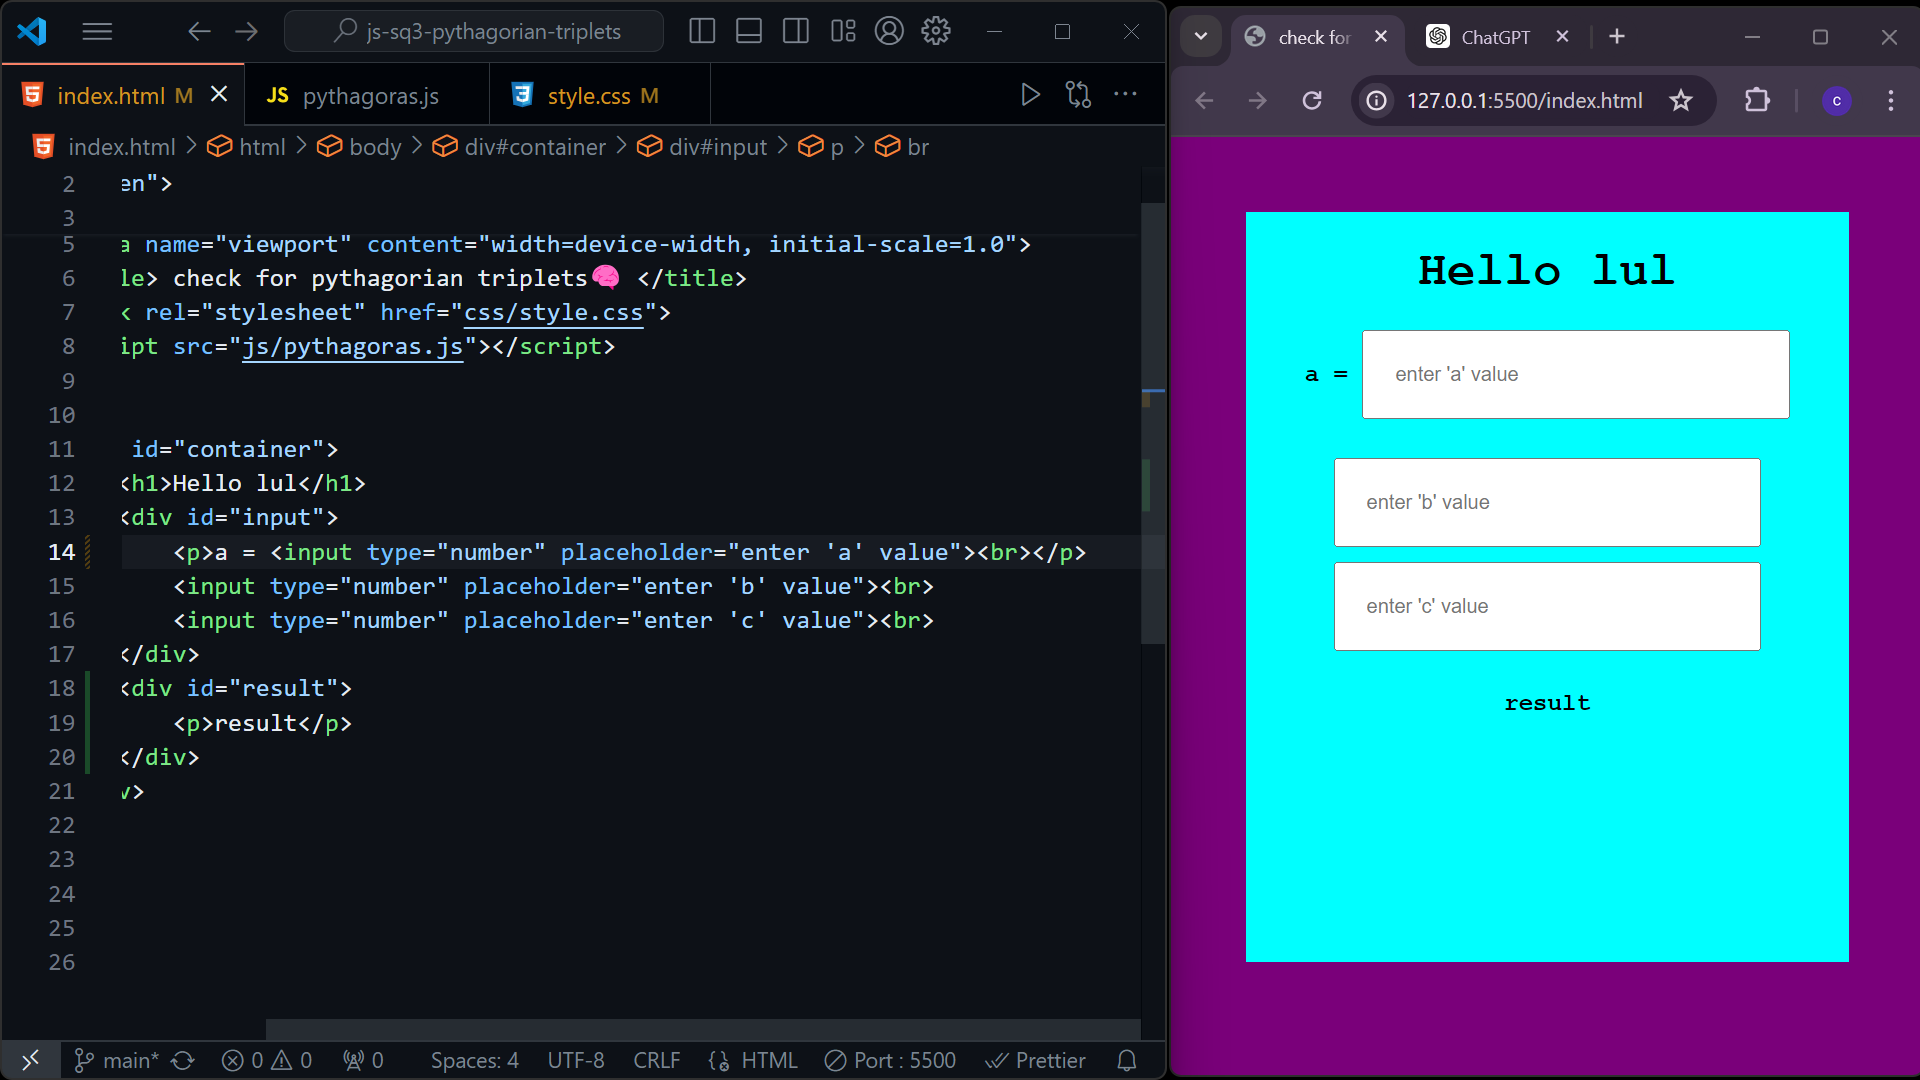 js-sq3-pythagorian-triplets
index.html M
JS pythagoras.js
style.css M
index.html > html > body > div#container > div#input > p > br
2 en">
3
5 a name="viewport" content="width=device-width, initial-scale=1.0">
6 le> check for pythagorian triplets🧠 </title>
7 < rel="stylesheet" href="css/style.css">
8 ipt src="js/pythagoras.js"></script>
9
10
11 id="container">
12 <h1>Hello lul</h1>
13 <div id="input">
14 <p>a = <input type="number" placeholder="enter 'a' value"><br></p>
15 <input type="number" placeholder="enter 'b' value"><br>
16 <input type="number" placeholder="enter 'c' value"><br>
17 </div>
18 <div id="result">
19 <p>result</p>
20 </div>
21 v>
22
23
24
25
26
main* 0 0 0 Spaces: 4 UTF-8 CRLF HTML Port : 5500 Prettier
check for
ChatGPT
127.0.0.1:5500/index.html
c
Hello lul
a = enter 'a' value
enter 'b' value
enter 'c' value
result